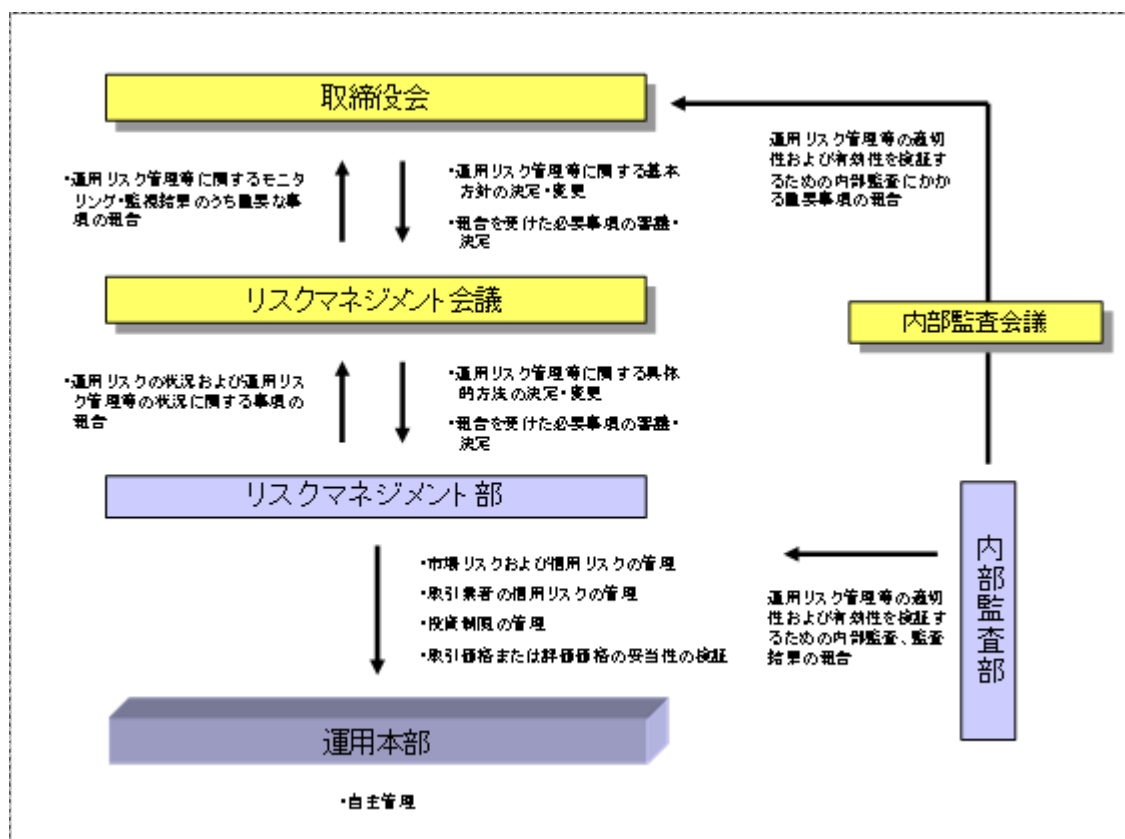 取締役会
・運用リスク管理等に関するモニタ
リング・監視結果のうち重要な事
項の報告
・運用リスク管理等に関する基本
方針の決定・変更
・報告を受けた必要事項の審議・
決定
運用リスク管理等の適切
性および有効性を検証す
るための内部監査にかか
る重要事項の報告
リスクマネジメント会議
内部監査会議
・運用リスクの状況および運用リス
ク管理等の状況に関する事項の
報告
・運用リスク管理等に関する具体
的方法の決定・変更
・報告を受けた必要事項の審議・
決定
リスクマネジメント部
内部監査部
・市場リスクおよび信用リスクの管理
・取引業者の信用リスクの管理
・投資制限の管理
・取引価格または評価価格の妥当性の検証
運用リスク管理等の適切
性および有効性を検証す
るための内部監査、監査
結果の報告
運用本部
・自主管理